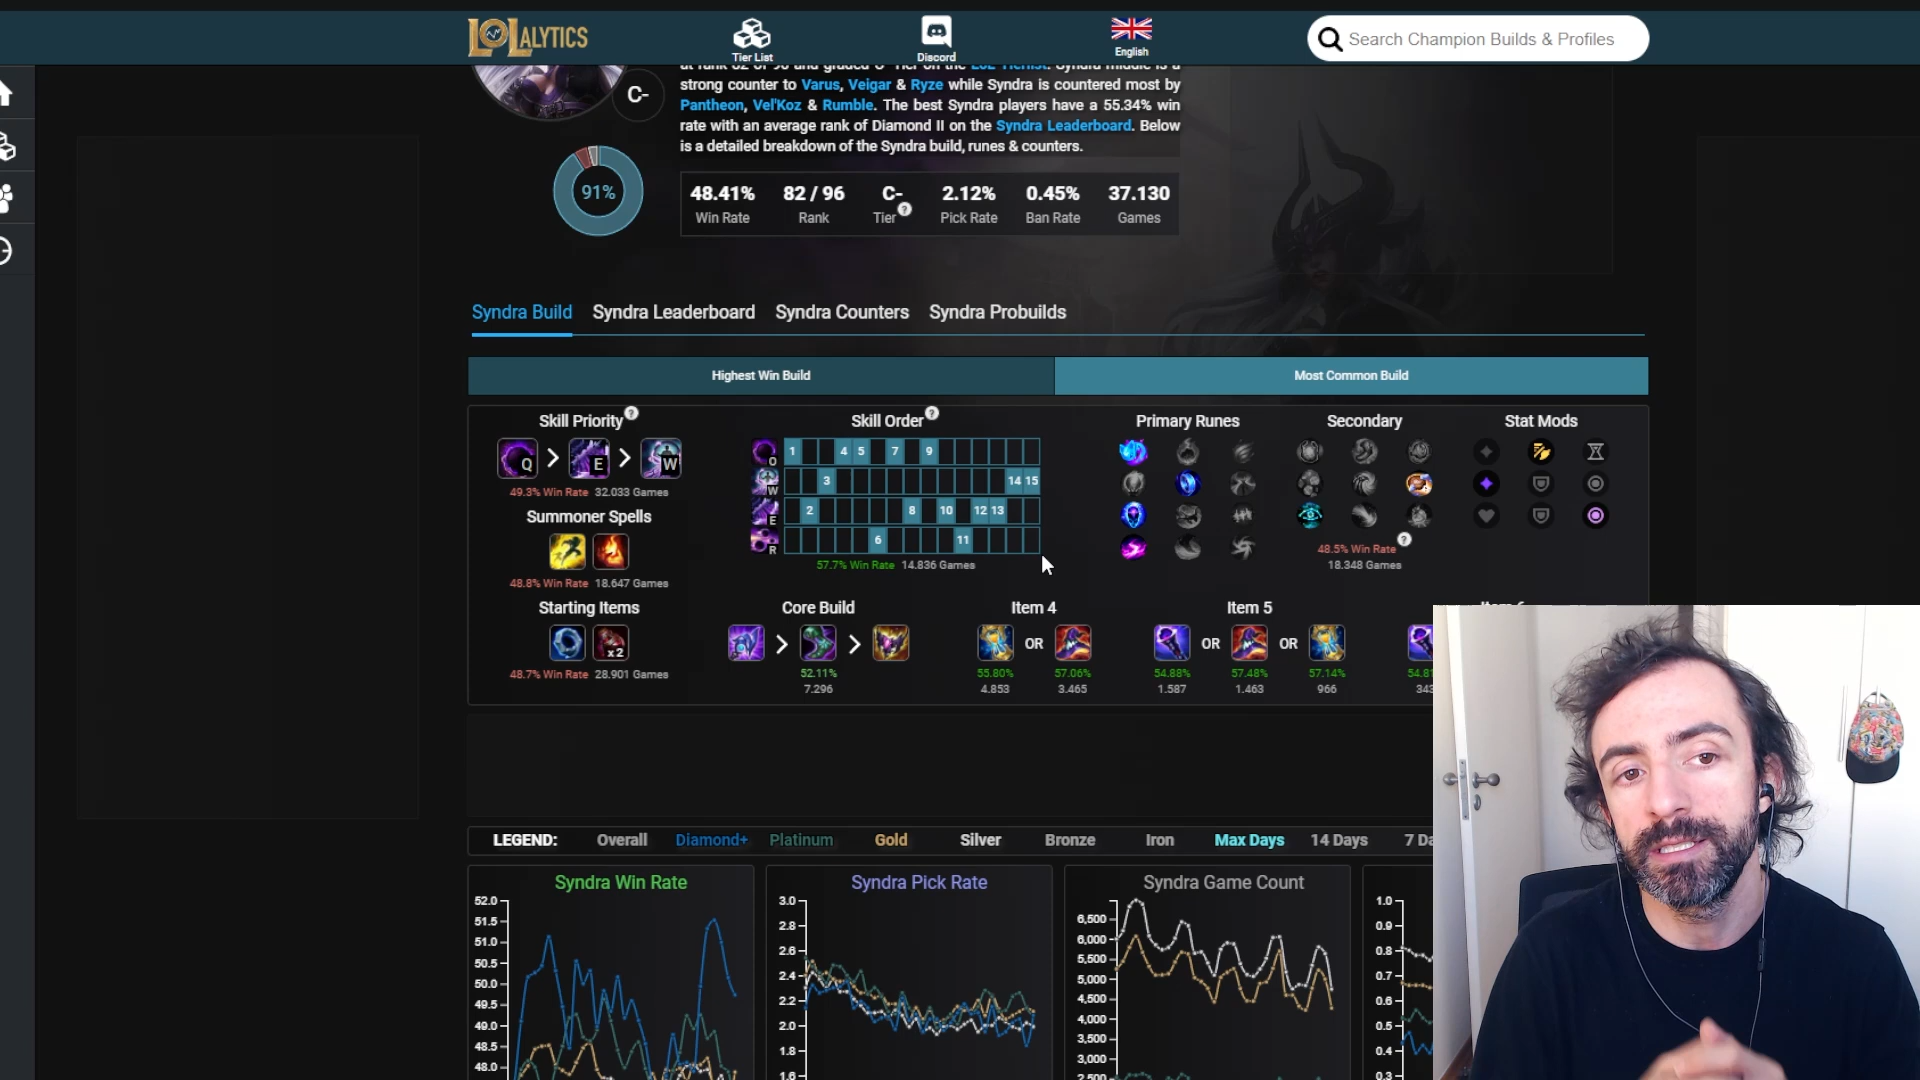 LOLALYTICS
Tier List
Discord
English
Search Champion Builds & Profiles
strong counter to Varus, Veigar & Ryze while Syndra is countered most by
Pantheon, Vel'Koz & Rumble. The best Syndra players have a 55.34% win
rate with an average rank of Diamond II on the Syndra Leaderboard. Below
is a detailed breakdown of the Syndra build, runes & counters.
C-
91%
48.41% 82 / 96 C- 2.12% 0.45% 37.130
Win Rate Rank Tier ? Pick Rate Ban Rate Games
Syndra Build Syndra Leaderboard Syndra Counters Syndra Probuilds
Highest Win Build Most Common Build
Skill Priority ? Skill Order ? Primary Runes Secondary Stat Mods
Q E W
49.3% Win Rate 32.033 Games
Q 1 4 5 7 9
W 3 14 15
E 2 8 10 12 13
R 6 11
57.7% Win Rate 14.836 Games
48.5% Win Rate ?
18.348 Games
Summoner Spells
48.8% Win Rate 18.647 Games
Starting Items Core Build Item 4 Item 5
x2 OR OR OR
48.7% Win Rate 28.901 Games
52.11% 55.80% 57.06% 54.88% 57.48% 57.14% 54.81
7.296 4.853 3.465 1.587 1.463 966 343
LEGEND: Overall Diamond+ Platinum Gold Silver Bronze Iron Max Days 14 Days 7 Da
Syndra Win Rate Syndra Pick Rate Syndra Game Count
52.0
51.5
51.0
50.5
50.0
49.5
49.0
48.5
48.0
3.0
2.8
2.6
2.4
2.2
2.0
1.8
1.6
6,500
6,000
5,500
5,000
4,500
4,000
3,500
3,000
2,500
1.0
0.9
0.8
0.7
0.6
0.5
0.4
0.3